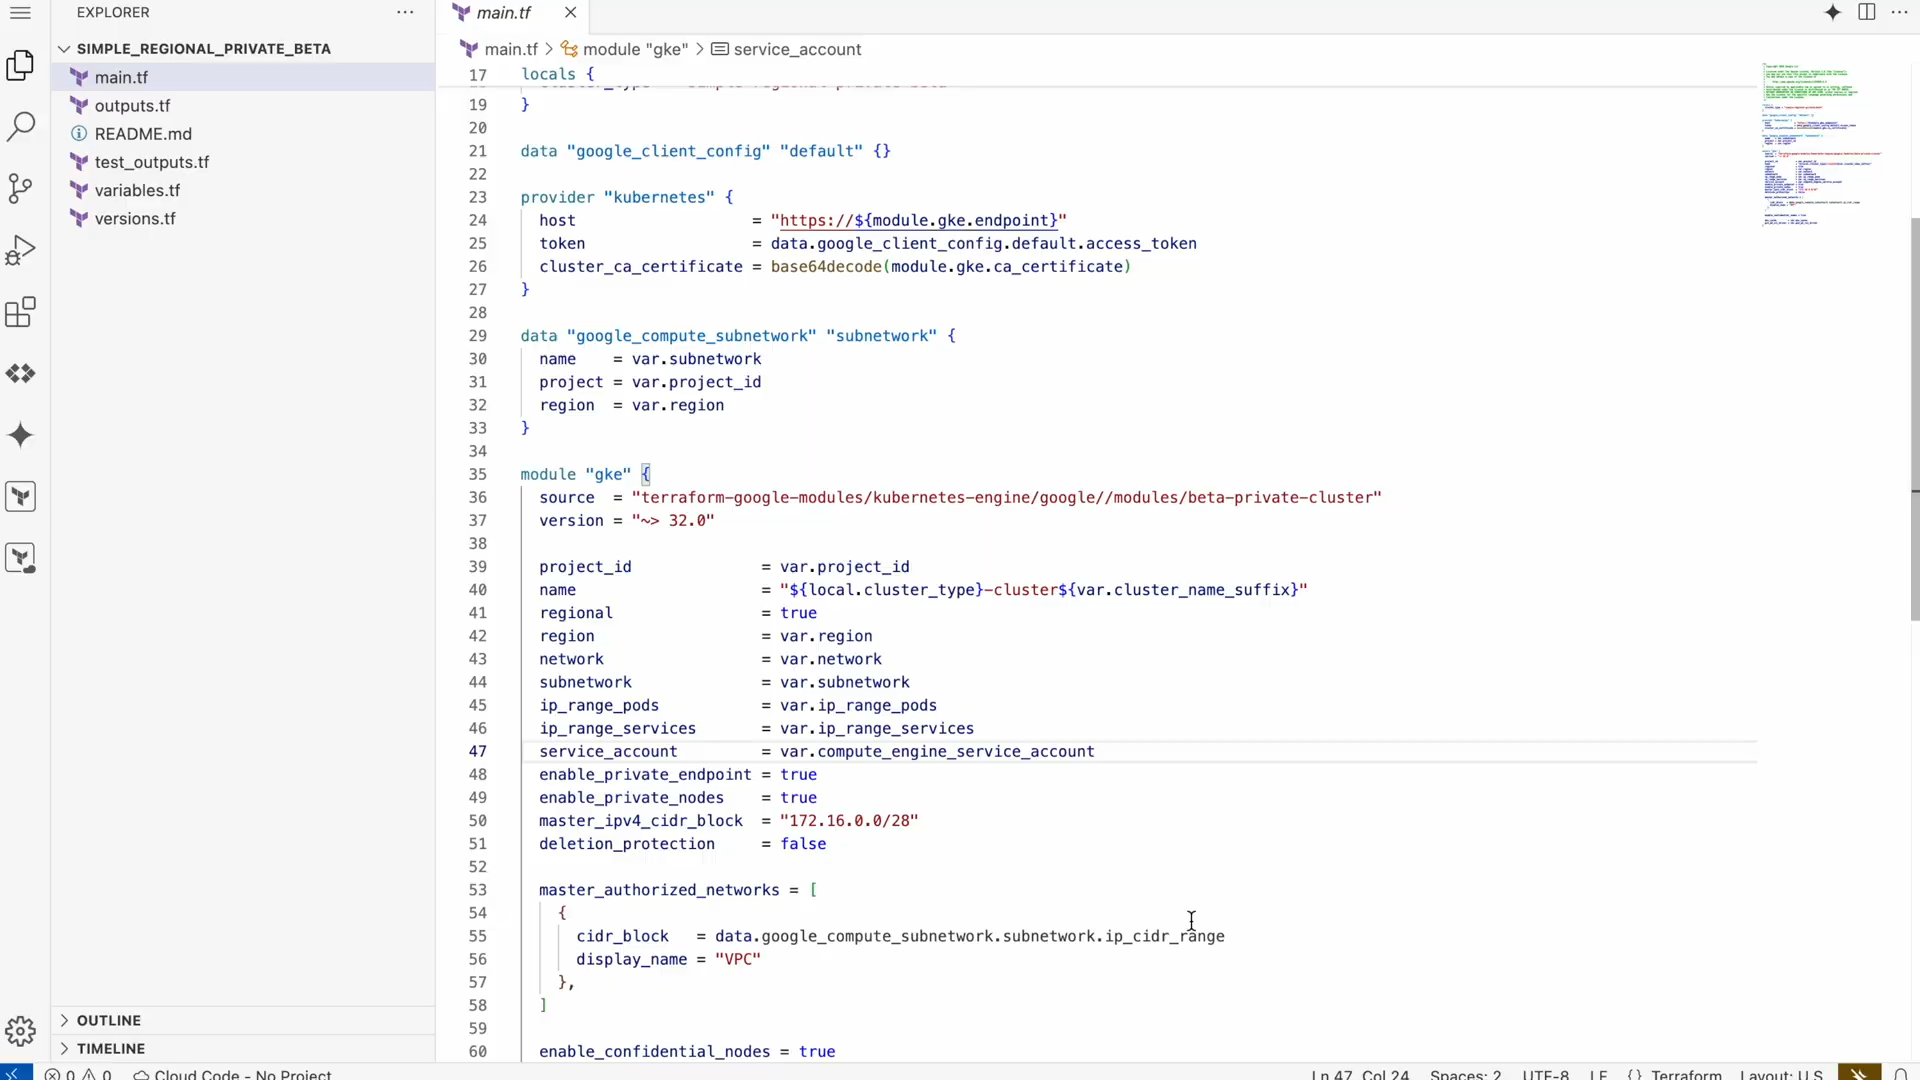 EXPLORER
SIMPLE_REGIONAL_PRIVATE_BETA
main.tf
outputs.tf
README.md
test_outputs.tf
variables.tf
versions.tf
OUTLINE
TIMELINE
main.tf
main.tf > module "gke" > service_account
17 locals {
19 }
20
21 data "google_client_config" "default" {}
22
23 provider "kubernetes" {
24 host = "https://${module.gke.endpoint}"
25 token = data.google_client_config.default.access_token
26 cluster_ca_certificate = base64decode(module.gke.ca_certificate)
27 }
28
29 data "google_compute_subnetwork" "subnetwork" {
30 name = var.subnetwork
31 project = var.project_id
32 region = var.region
33 }
34
35 module "gke" {
36 source = "terraform-google-modules/kubernetes-engine/google//modules/beta-private-cluster"
37 version = "~> 32.0"
38
39 project_id = var.project_id
40 name = "${local.cluster_type}-cluster${var.cluster_name_suffix}"
41 regional = true
42 region = var.region
43 network = var.network
44 subnetwork = var.subnetwork
45 ip_range_pods = var.ip_range_pods
46 ip_range_services = var.ip_range_services
47 service_account = var.compute_engine_service_account
48 enable_private_endpoint = true
49 enable_private_nodes = true
50 master_ipv4_cidr_block = "172.16.0.0/28"
51 deletion_protection = false
52
53 master_authorized_networks = [
54 {
55 cidr_block = data.google_compute_subnetwork.subnetwork.ip_cidr_range
56 display_name = "VPC"
57 },
58 ]
59
60 enable_confidential_nodes = true
0 0 Cloud Code - No Project
Ln 47, Col 24 Spaces: 2 UTF-8 LF {} Terraform Layout: U.S.